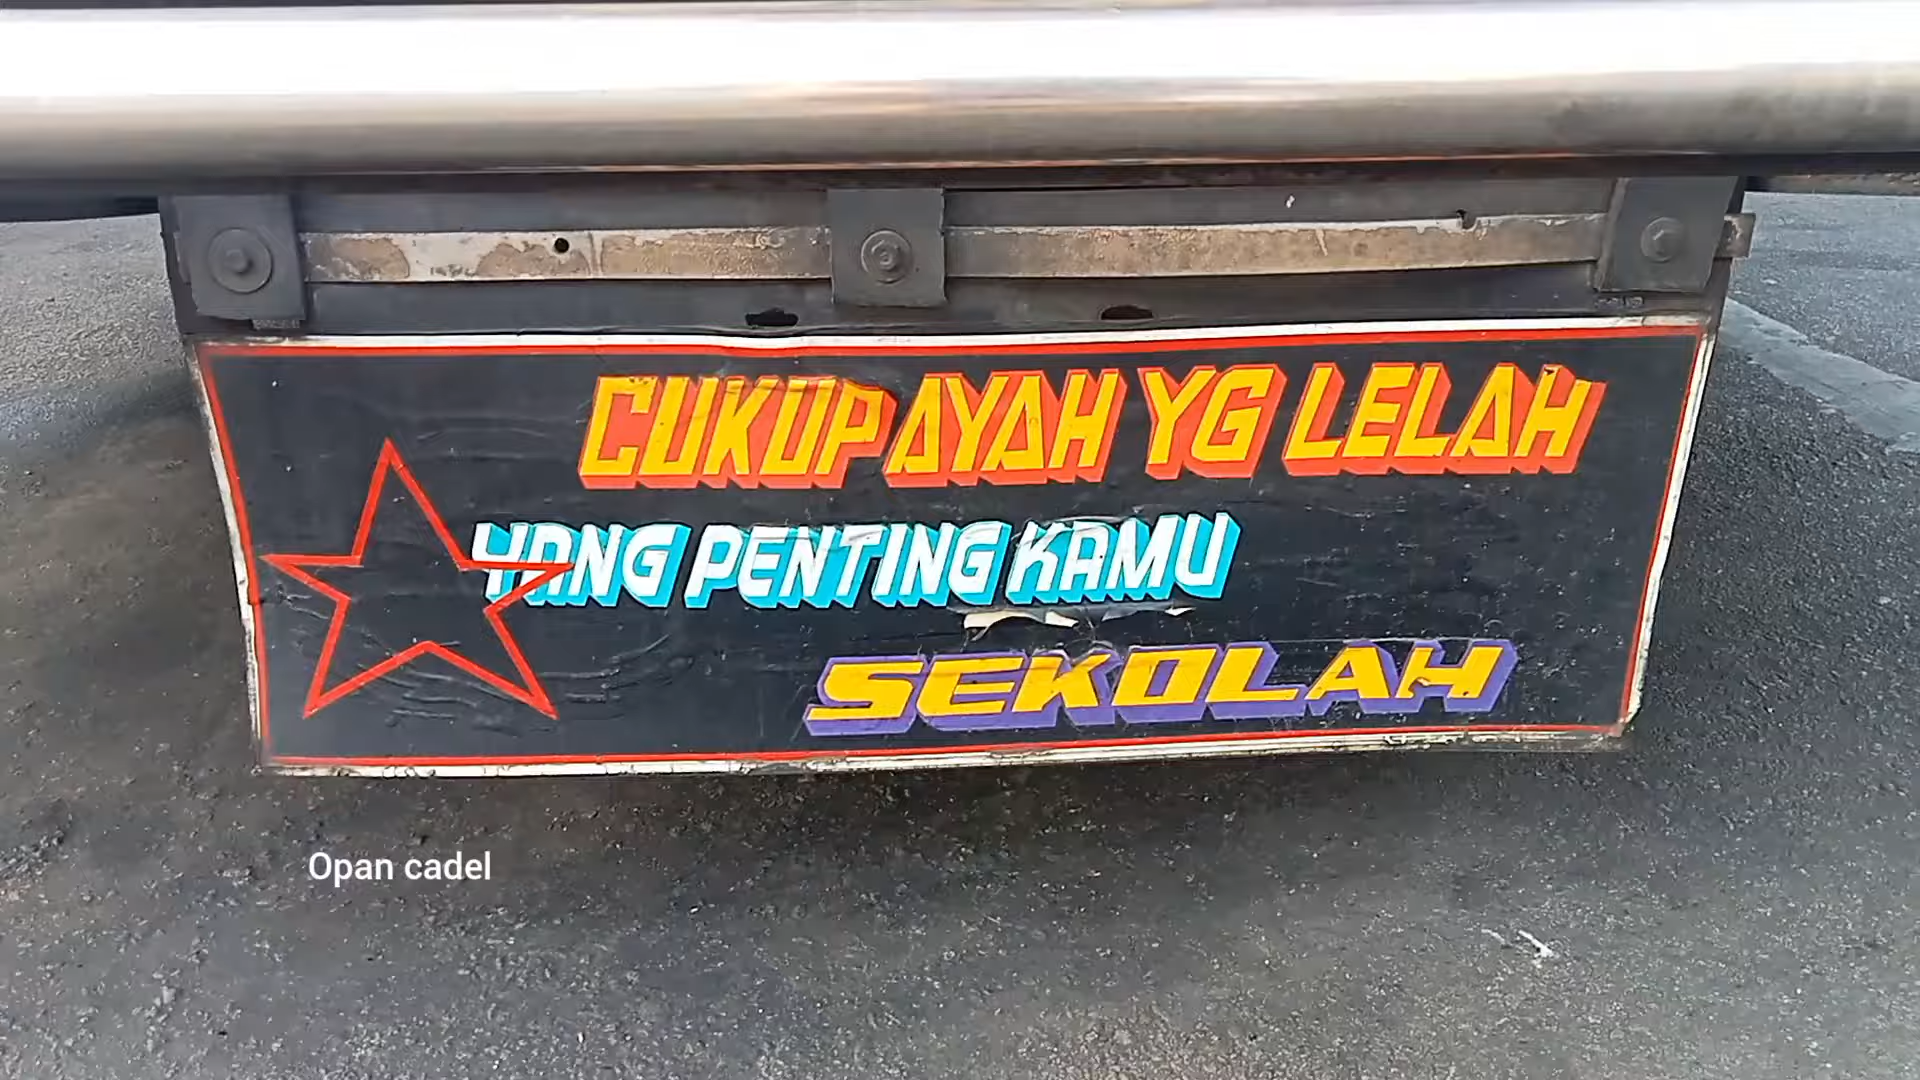 CUKUP AYAH YG LELAH
YANG PENTING KAMU
SEKOLAH
Opan cadel